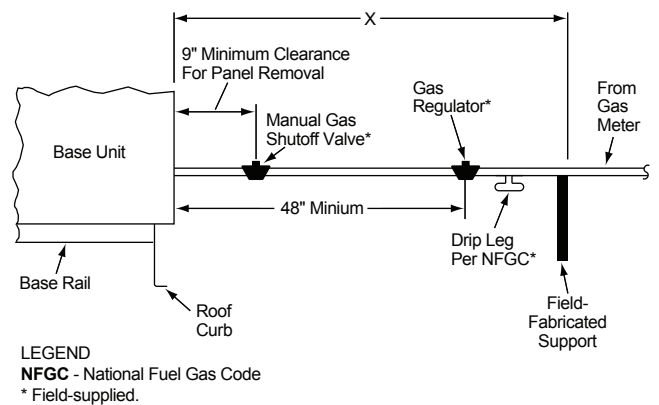 X
9" Minimum Clearance
For Panel Removal
Gas
Regulator*
From
Gas
Meter
Manual Gas
Shutoff Valve*
Base Unit
48" Minium
Drip Leg
Per NFGC*
Base Rail
Roof
Curb
Field-
Fabricated
Support
LEGEND
NFGC - National Fuel Gas Code
* Field-supplied.